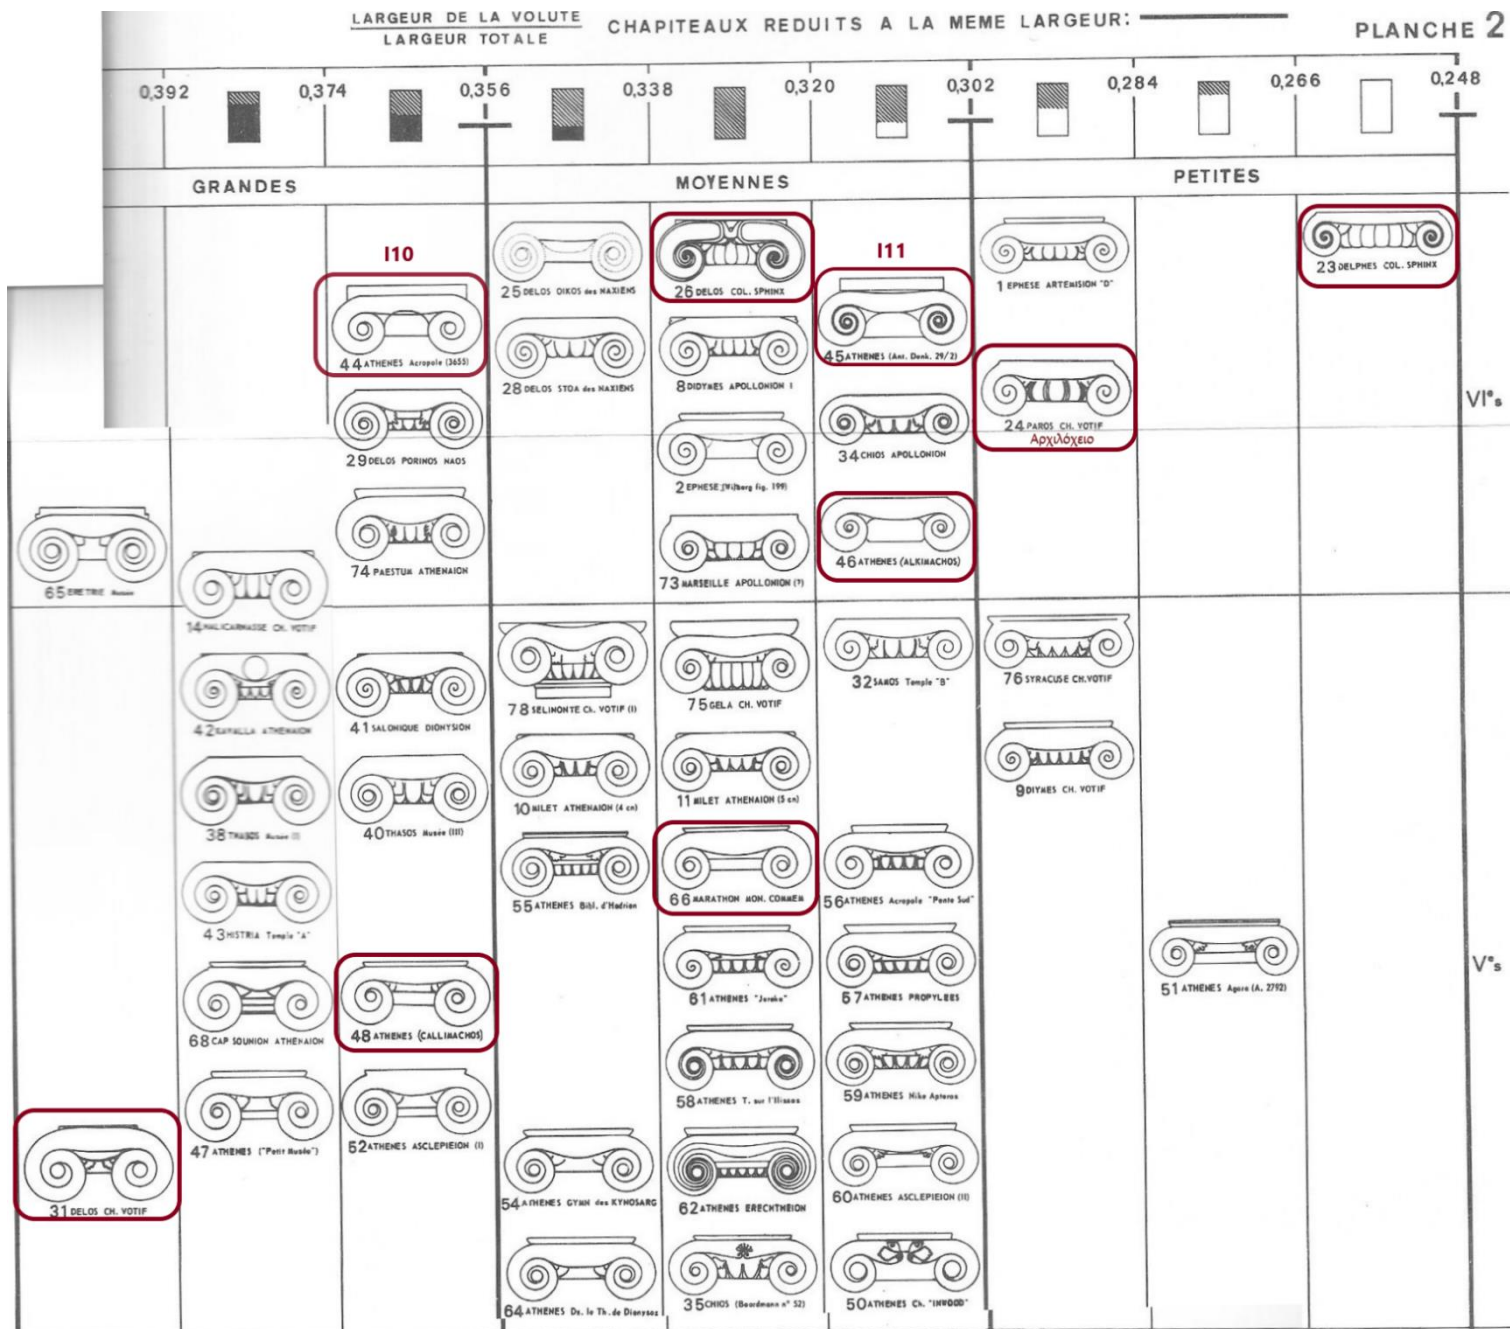 LARGEUR DE LA VOLUTE
LARGEUR TOTALE
CHAPITEAUX REDUITS A LA MEME LARGEUR:
PLANCHE 2
0,392 0,374 0,356 0,338 0,320 0,302 0,284 0,266 0,248
GRANDES MOYENNES PETITES
I10
I11
25 DELOS OIKOS des NAXIENS
26 DELOS COL. SPHINX
1 EPHESE ARTEMISION "D"
23 DELPHES COL. SPHINX
44 ATHENES Acropole (3655)
28 DELOS STOA des NAXIENS
8 DIDYMES APOLLONION I
45 ATHENES (Ant. Denk. 29/2)
24 PAROS CH. VOTIF
Αρχιλόχειο
VIᵉs
29 DELOS PORINOS NAOS
2 EPHESE (Wilberg fig. 199)
34 CHIOS APOLLONION
65 ERETRIE Musée
74 PAESTUM ATHENAION
73 MARSEILLE APOLLONION (?)
46 ATHENES (ALKIMACHOS)
14 HALICARNASSE CH. VOTIF
42 KAVALLA ATHENAION
41 SALONIQUE DIONYSION
78 SELINONTE Ch. VOTIF (I)
75 GELA CH. VOTIF
32 SAMOS Temple "B"
76 SYRACUSE CH. VOTIF
38 THASOS Musée (I)
40 THASOS Musée (III)
10 MILET ATHENAION (4 cn)
11 MILET ATHENAION (5 cn)
9 DIYMES CH. VOTIF
43 HISTRIA Temple "A"
55 ATHENES Bibl. d'Hadrien
66 MARATHON MON. COMMEM
56 ATHENES Acropole "Pente Sud"
68 CAP SOUNION ATHENAION
48 ATHENES (CALLIMACHOS)
61 ATHENES
57 ATHENES PROPYLEES
51 ATHENES Agora (A. 2792)
Vᵉs
58 ATHENES T. sur l'Ilissos
59 ATHENES Nike Apteros
31 DELOS CH. VOTIF
47 ATHENES ("Petit Musée")
52 ATHENES ASCLEPIEION (I)
54 ATHENES GYMN des KYNOSARG
62 ATHENES ERECHTHEION
60 ATHENES ASCLEPIEION (II)
64 ATHENES Dr. le Th. de Dionysos
35 CHIOS (Boardmann n° 52)
50 ATHENES Ch. "INWOOD"